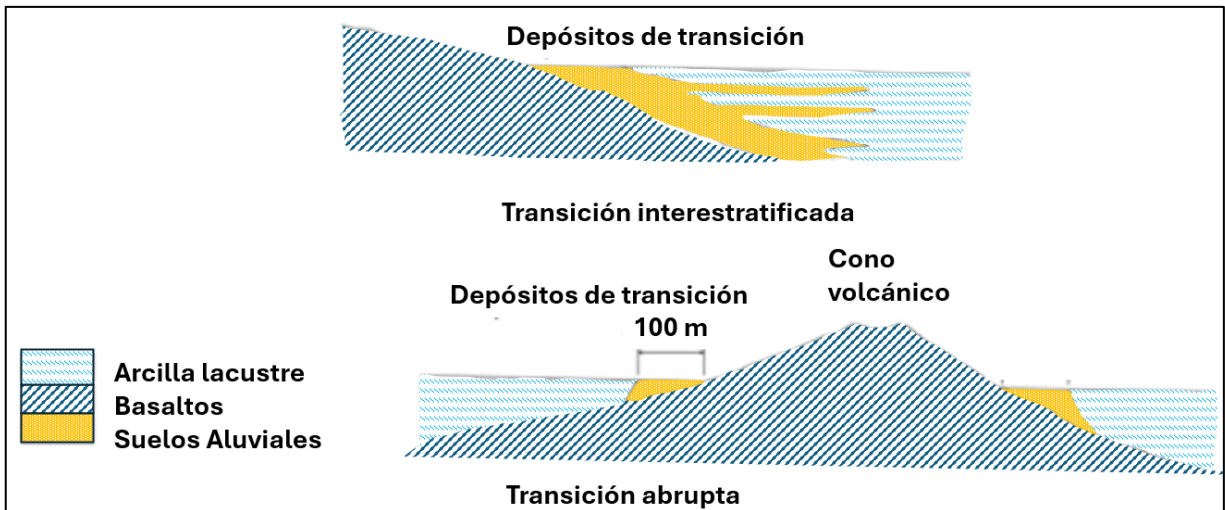 Depósitos de transición
Transición interestratificada
Cono
volcánico
Depósitos de transición
100 m
Arcilla lacustre
Basaltos
Suelos Aluviales
Transición abrupta